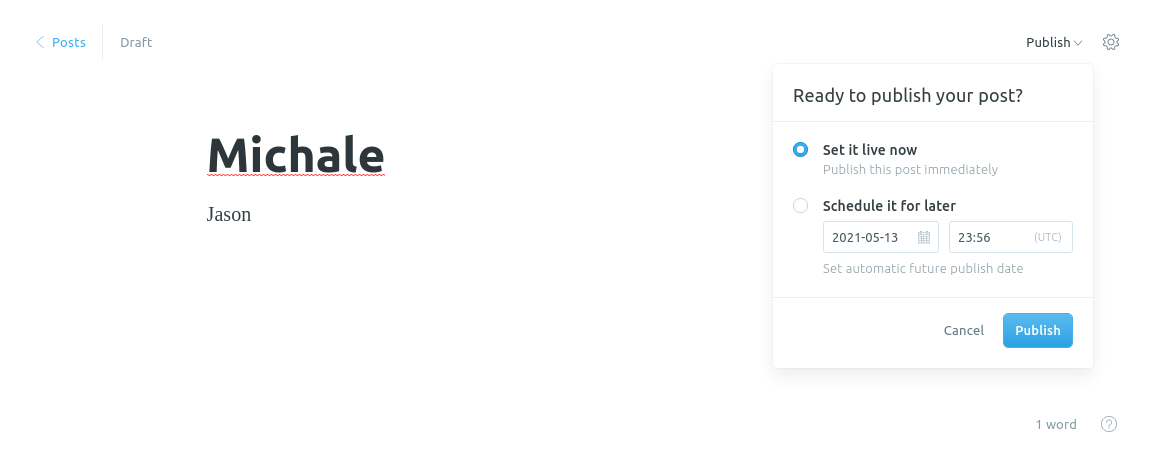 Posts
Draft
Publish
Ready to publish your post?
Michale
Jason
Set it live now
Publish this post immediately
Schedule it for later
2021-05-13
23:56 (UTC)
Set automatic future publish date
Cancel
Publish
1 word
?